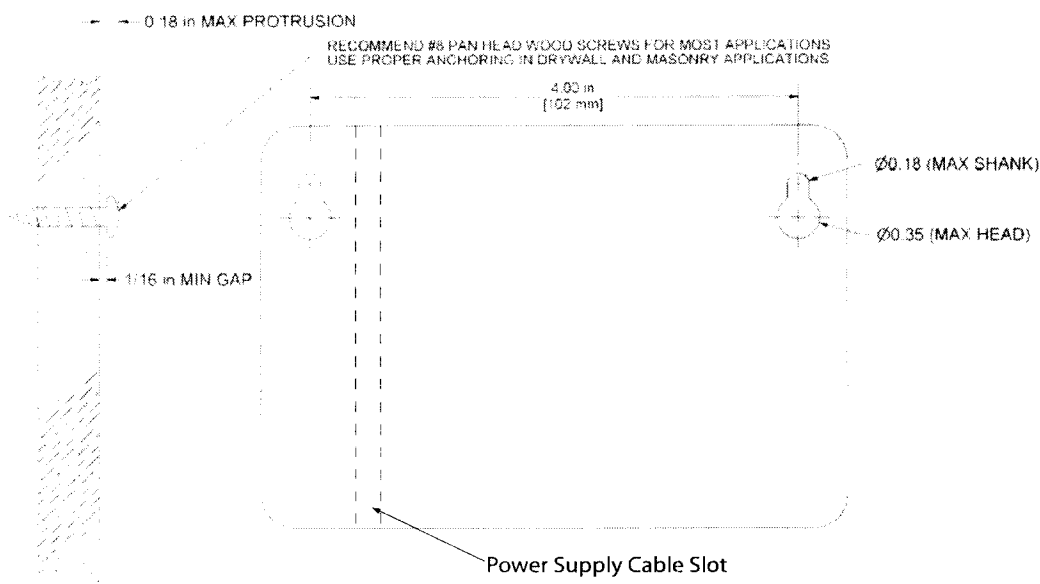 0.18 in MAX PROTRUSION
RECOMMEND #8 PAN HEAD WOOD SCREWS FOR MOST APPLICATIONS
USE PROPER ANCHORING IN DRYWALL AND MASONRY APPLICATIONS
4.00 in
[102 mm]
Ø0.18 (MAX SHANK)
Ø0.35 (MAX HEAD)
1/16 in MIN GAP
Power Supply Cable Slot